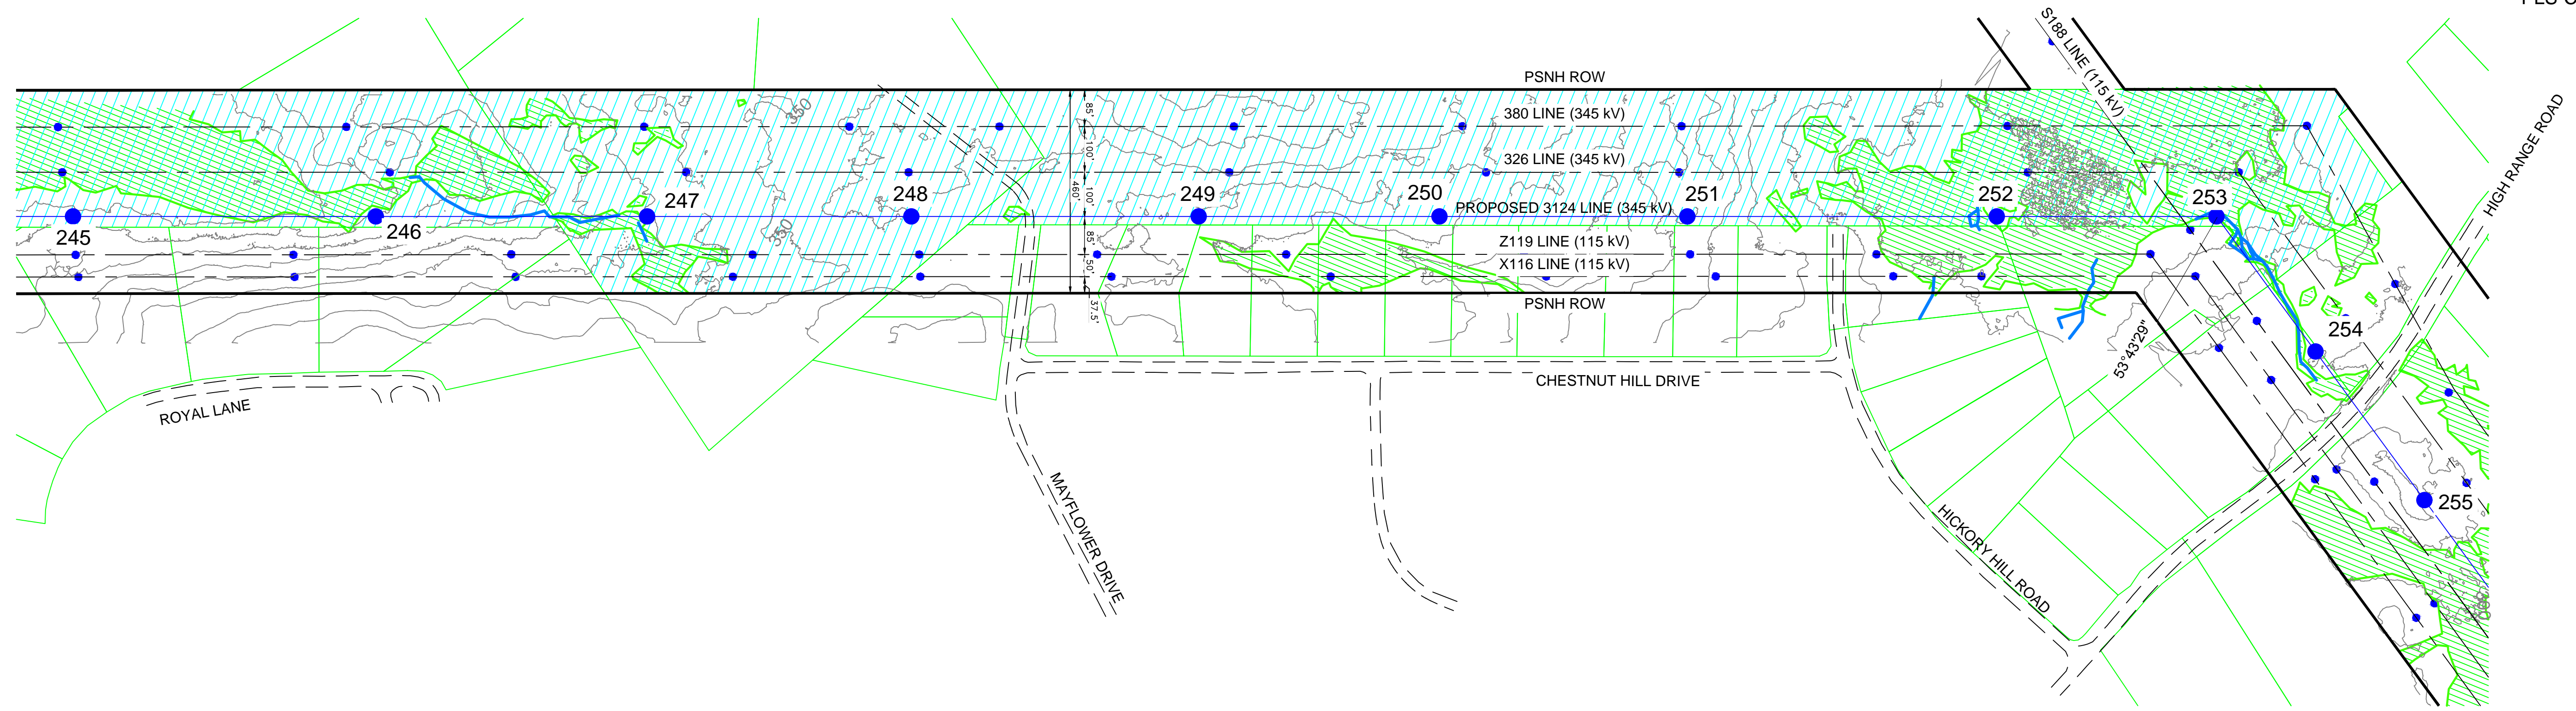 S188 LINE (115 kV)
PSNH ROW
HIGH RANGE ROAD
350
85'
380 LINE (345 kV)
100'
326 LINE (345 kV)
460'
100'
247
248
249
250
251
252
253
PROPOSED 3124 LINE (345 kV)
245
246
350
85'
Z119 LINE (115 kV)
50'
X116 LINE (115 kV)
37.5'
PSNH ROW
254
53°43'29"
CHESTNUT HILL DRIVE
ROYAL LANE
MAYFLOWER DRIVE
HICKORY HILL ROAD
255